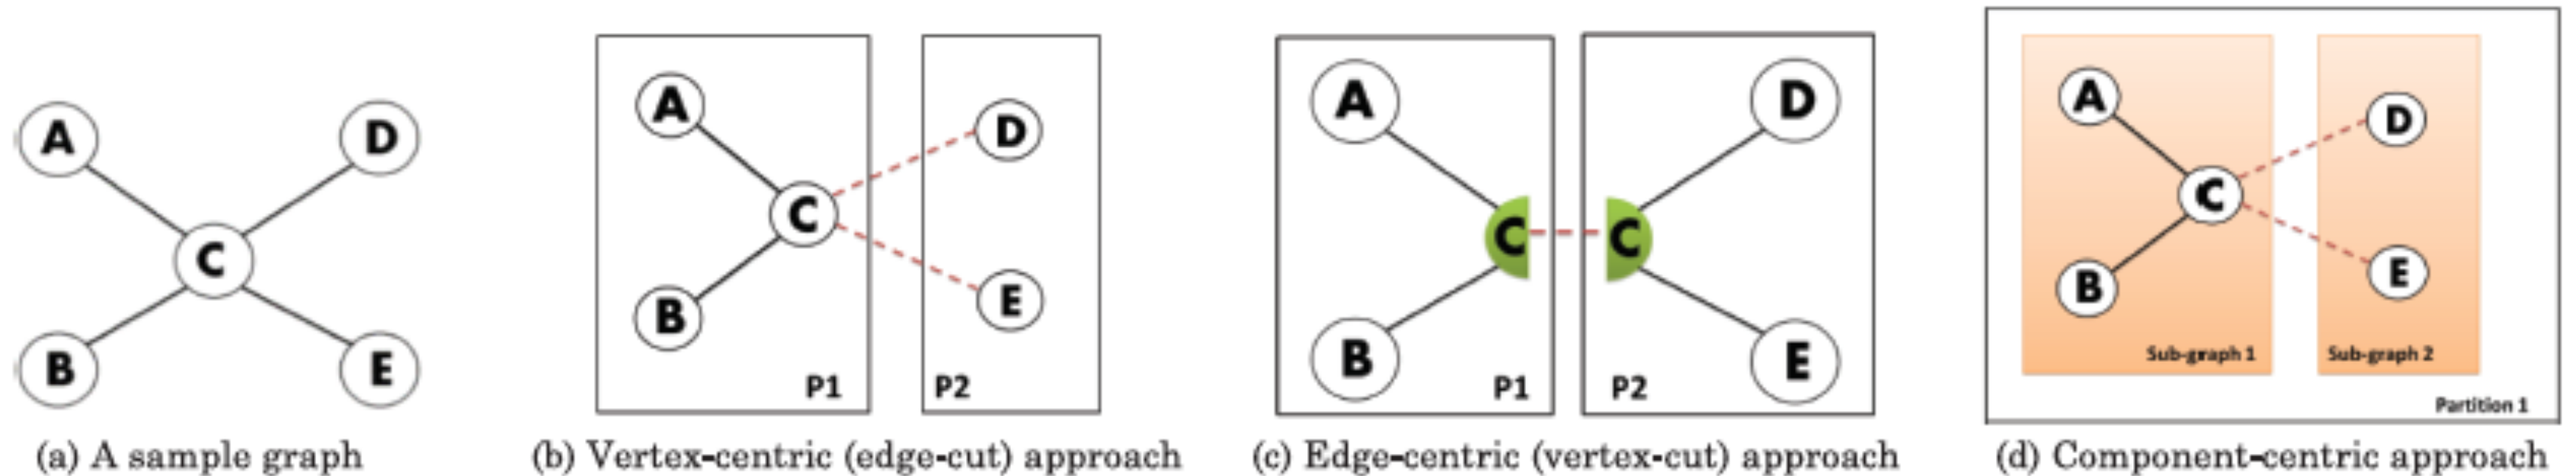 A
D
C
B
E
(a) A sample graph
A
D
C
B
E
P1
P2
(b) Vertex-centric (edge-cut) approach
A
D
C
C
B
E
P1
P2
(c) Edge-centric (vertex-cut) approach
A
D
C
B
E
Sub-graph 1
Sub-graph 2
Partition 1
(d) Component-centric approach